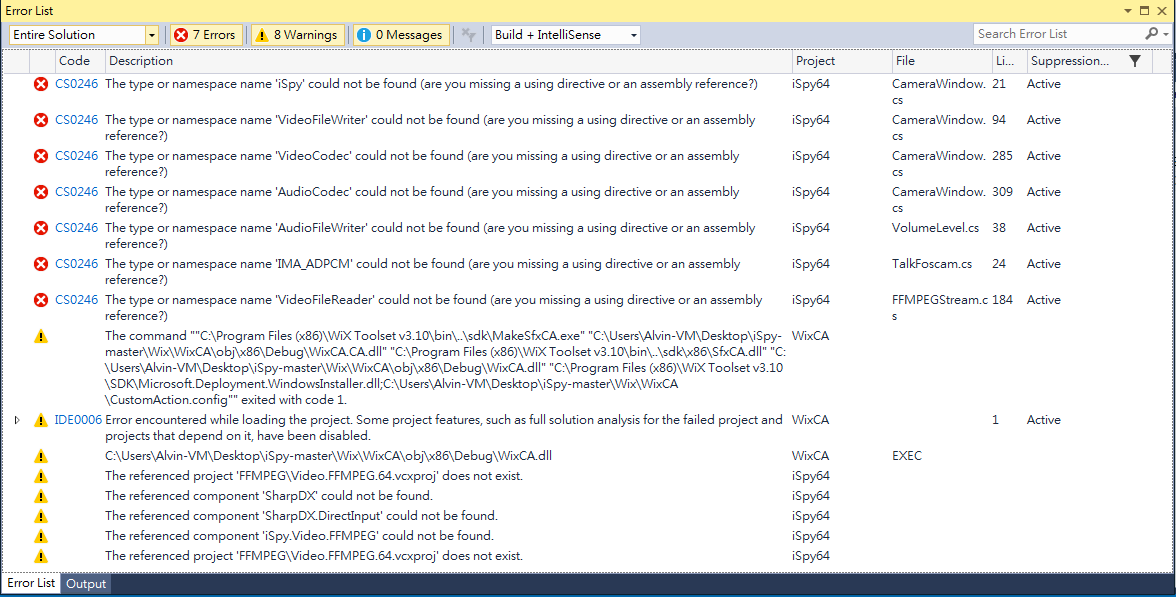 Error List
Entire Solution 7 Errors 8 Warnings 0 Messages Build + IntelliSense Search Error List
Code Description Project File Li... Suppression...
CS0246 The type or namespace name 'iSpy' could not be found (are you missing a using directive or an assembly reference?) iSpy64 CameraWindow. 21 Active
cs
CS0246 The type or namespace name 'VideoFileWriter' could not be found (are you missing a using directive or an assembly iSpy64 CameraWindow. 94 Active
reference?) cs
CS0246 The type or namespace name 'VideoCodec' could not be found (are you missing a using directive or an assembly iSpy64 CameraWindow. 285 Active
reference?) cs
CS0246 The type or namespace name 'AudioCodec' could not be found (are you missing a using directive or an assembly iSpy64 CameraWindow. 309 Active
reference?) cs
CS0246 The type or namespace name 'AudioFileWriter' could not be found (are you missing a using directive or an assembly iSpy64 VolumeLevel.cs 38 Active
reference?)
CS0246 The type or namespace name 'IMA_ADPCM' could not be found (are you missing a using directive or an assembly iSpy64 TalkFoscam.cs 24 Active
reference?)
CS0246 The type or namespace name 'VideoFileReader' could not be found (are you missing a using directive or an assembly iSpy64 FFMPEGStream.c 184 Active
reference?) s
The command ""C:\Program Files (x86)\WiX Toolset v3.10\bin\..\sdk\MakeSfxCA.exe" "C:\Users\Alvin-VM\Desktop\iSpy- WixCA
master\Wix\WixCA\obj\x86\Debug\WixCA.CA.dll" "C:\Program Files (x86)\WiX Toolset v3.10\bin\..\sdk\x86\SfxCA.dll" "C:
\Users\Alvin-VM\Desktop\iSpy-master\Wix\WixCA\obj\x86\Debug\WixCA.dll" "C:\Program Files (x86)\WiX Toolset v3.10
\SDK\Microsoft.Deployment.WindowsInstaller.dll;C:\Users\Alvin-VM\Desktop\iSpy-master\Wix\WixCA
\CustomAction.config"" exited with code 1.
IDE0006 Error encountered while loading the project. Some project features, such as full solution analysis for the failed project and WixCA 1 Active
projects that depend on it, have been disabled.
C:\Users\Alvin-VM\Desktop\iSpy-master\Wix\WixCA\obj\x86\Debug\WixCA.dll WixCA EXEC
The referenced project 'FFMPEG\Video.FFMPEG.64.vcxproj' does not exist. iSpy64
The referenced component 'SharpDX' could not be found. iSpy64
The referenced component 'SharpDX.DirectInput' could not be found. iSpy64
The referenced component 'iSpy.Video.FFMPEG' could not be found. iSpy64
The referenced project 'FFMPEG\Video.FFMPEG.64.vcxproj' does not exist. iSpy64
Error List Output